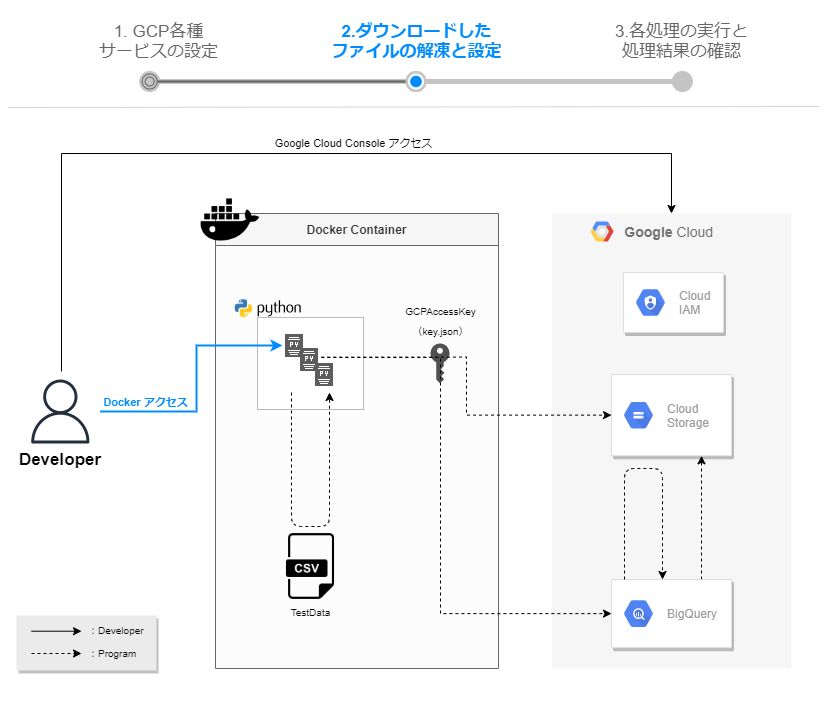 1. GCP各種
サービスの設定
2.ダウンロードした
ファイルの解凍と設定
3.各処理の実行と
処理結果の確認
Google Cloud Console アクセス
Docker Container
Google Cloud
python
GCPAccessKey
（key.json）
Cloud
IAM
PY
PY
PY
Docker アクセス
Cloud
Storage
Developer
CSV
TestData
BigQuery
：Developer
：Program